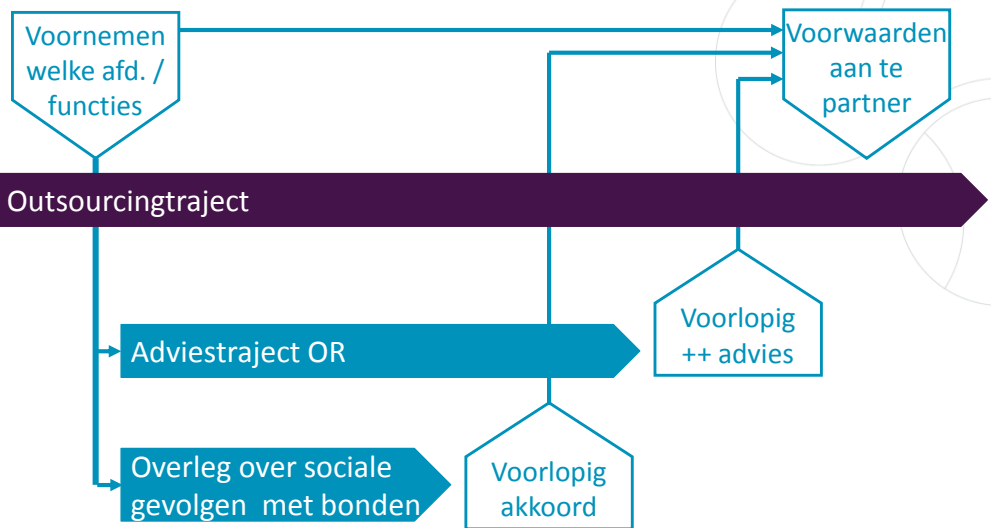 Voornemen
welke afd. /
functies
Voorwaarden
aan te
partner
Outsourcingtraject
Adviestraject OR
Voorlopig
++ advies
Overleg over sociale
gevolgen  met bonden
Voorlopig
akkoord